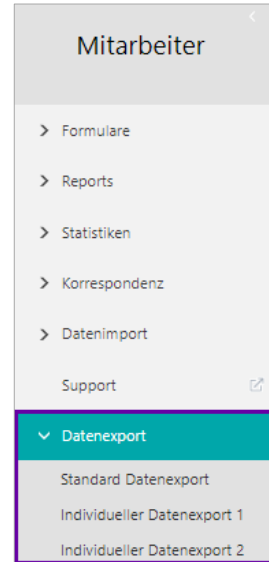 Mitarbeiter
Formulare
Reports
Statistiken
Korrespondenz
Datenimport
Support
Datenexport
Standard Datenexport
Individueller Datenexport 1
Individueller Datenexport 2